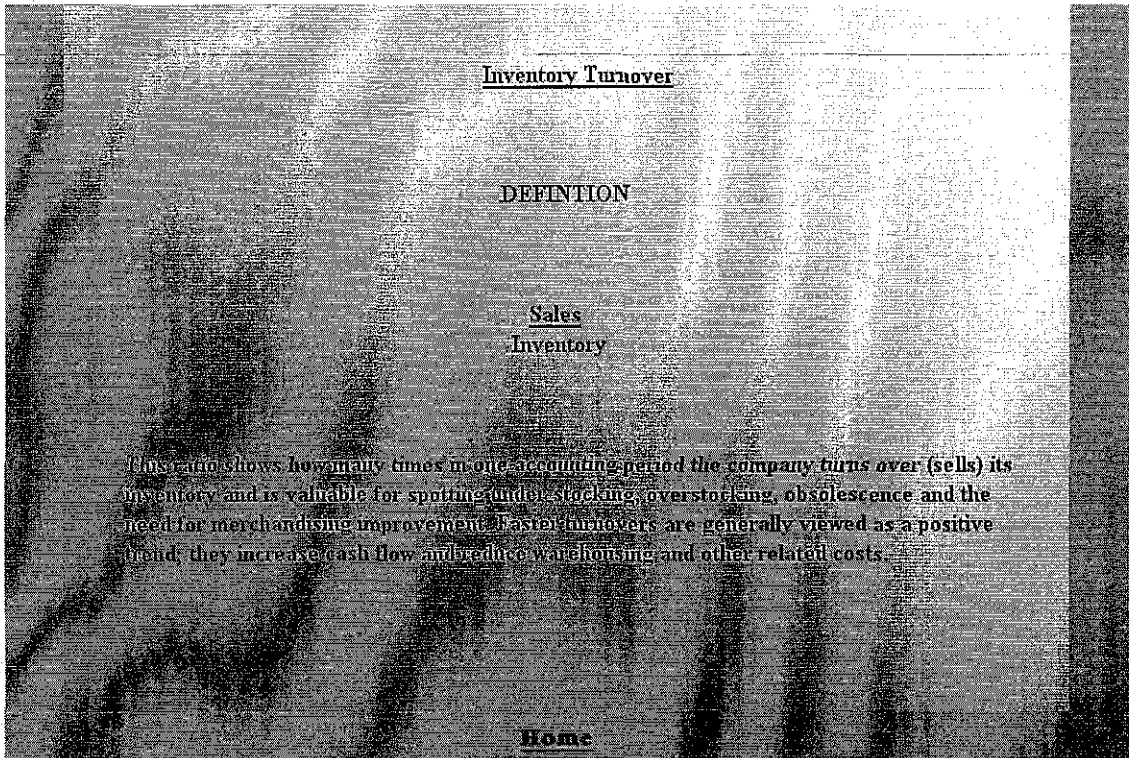 Inventory Turnover
DEFINTION
Sales
Inventory
This ratio shows how many times in one accounting period the company turns over (sells) its
inventory and is valuable for spotting under-stocking, overstocking, obsolescence and the
need for merchandising improvement. Faster turnovers are generally viewed as a positive
trend; they increase cash flow and reduce warehousing and other related costs.
Home